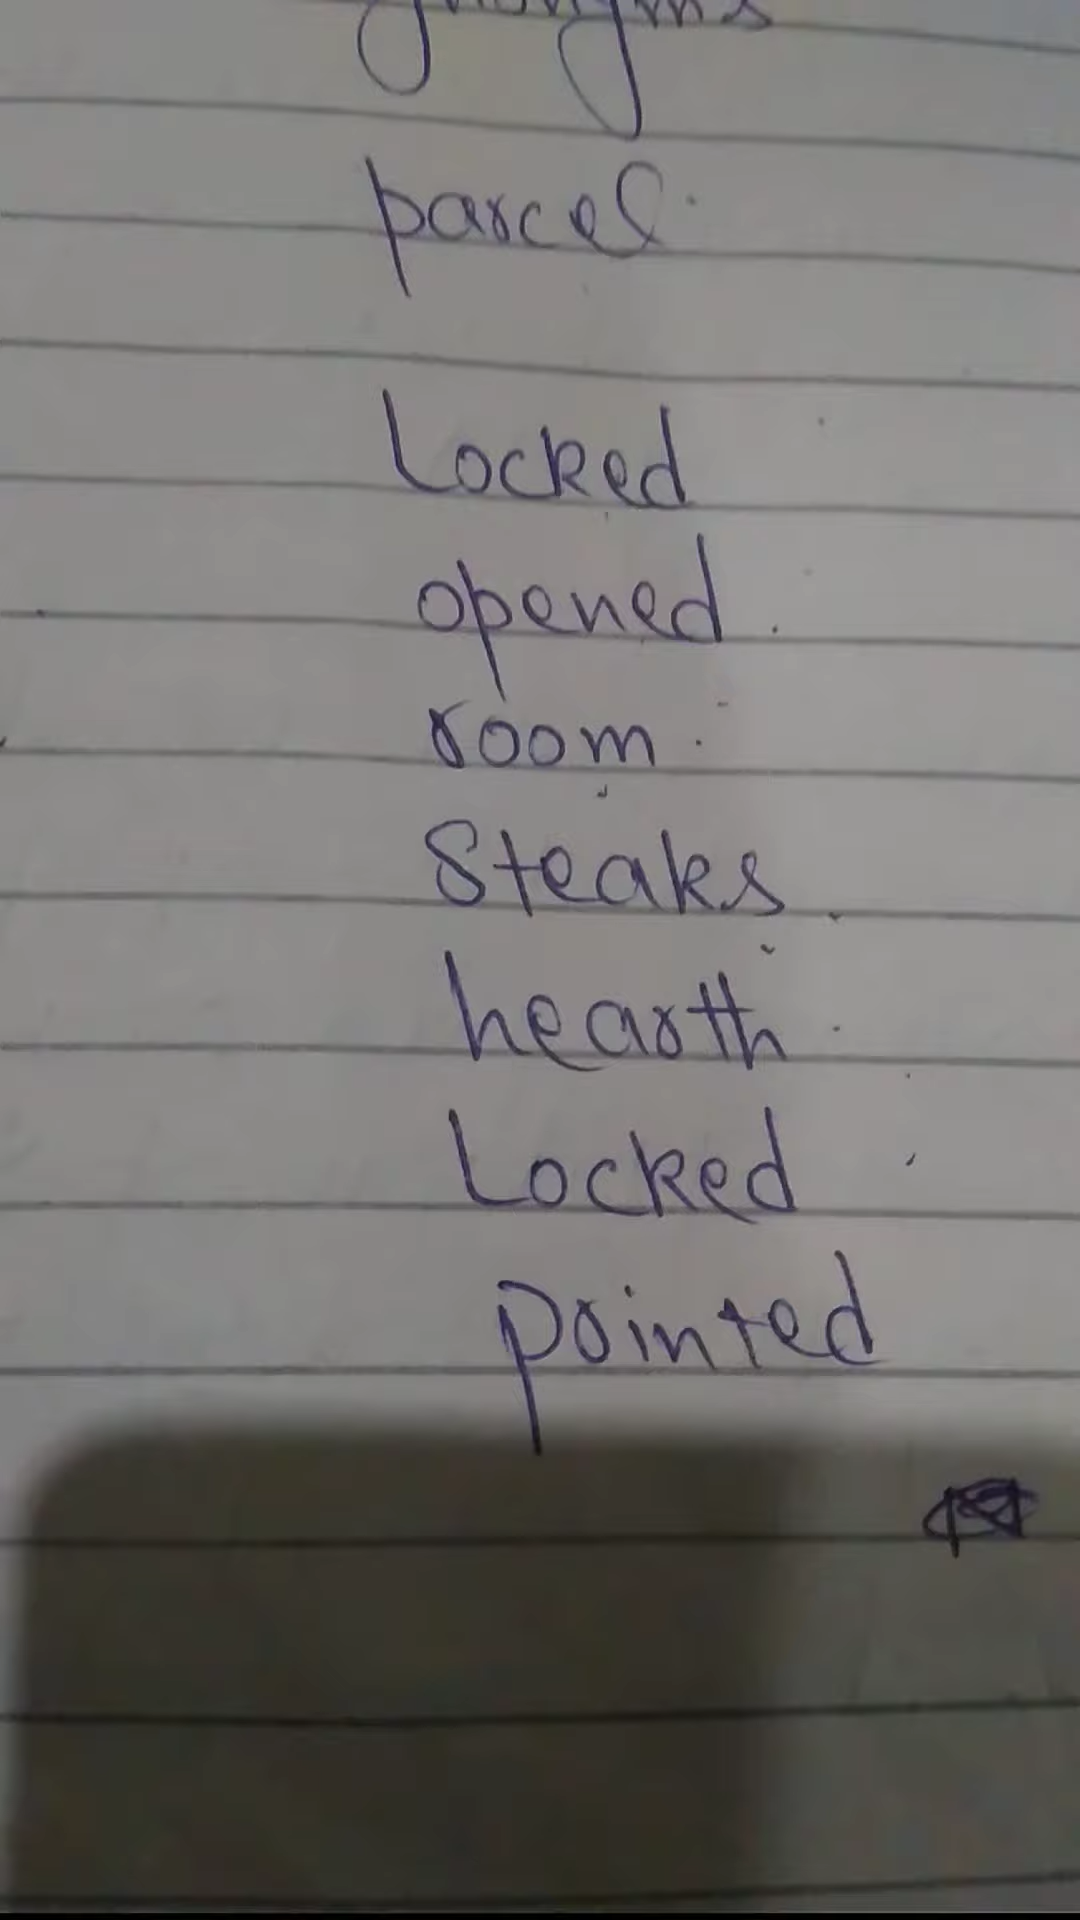 parcel.
Locked
opened.
room.
Steaks.
hearth.
Locked
pointed